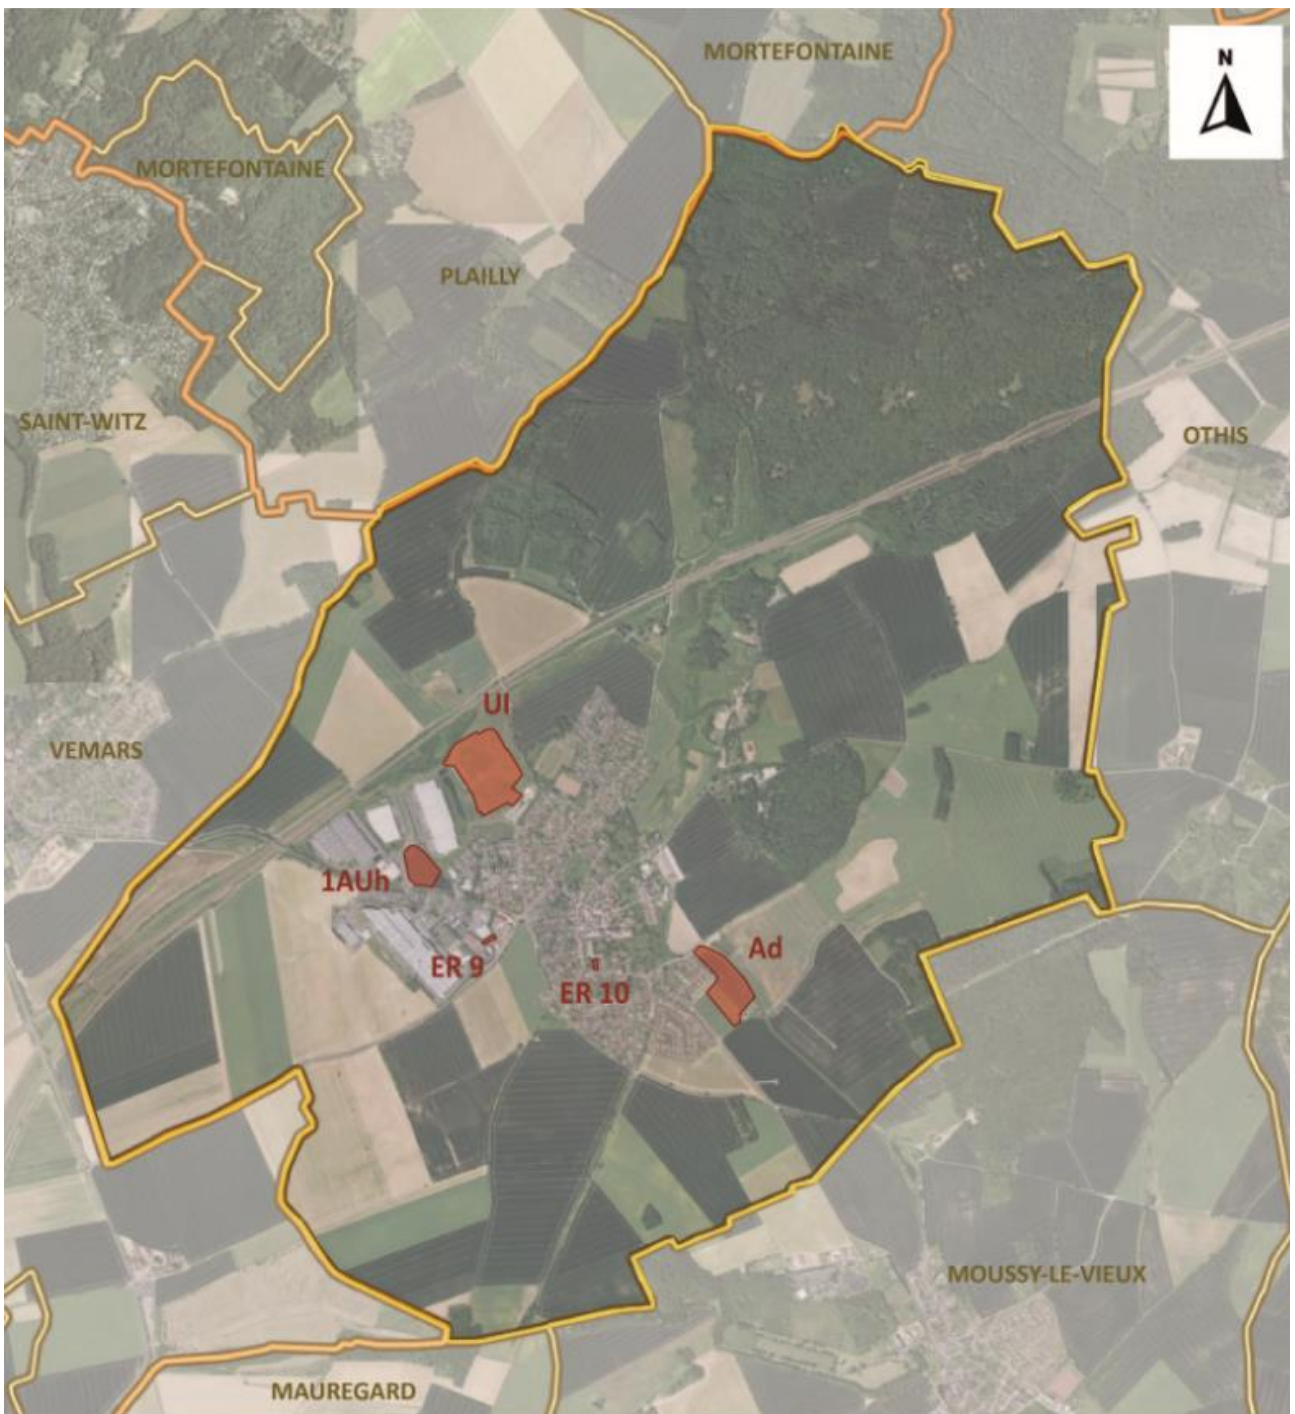 MORTEFONTAINE
N
MORTEFONTAINE
PLAILLY
SAINT-WITZ
OTHIS
UI
VEMARS
1AUh
Ad
ER 9
ER 10
MOUSSY-LE-VIEUX
MAUREGARD